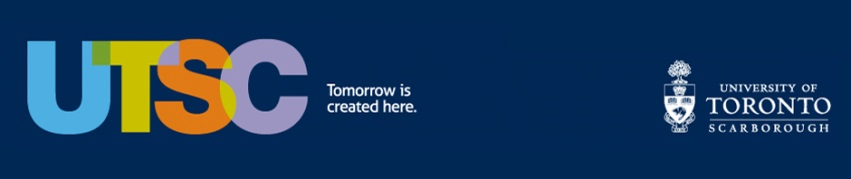 UTSC
Tomorrow is
created here.
UNIVERSITY OF
TORONTO
SCARBOROUGH